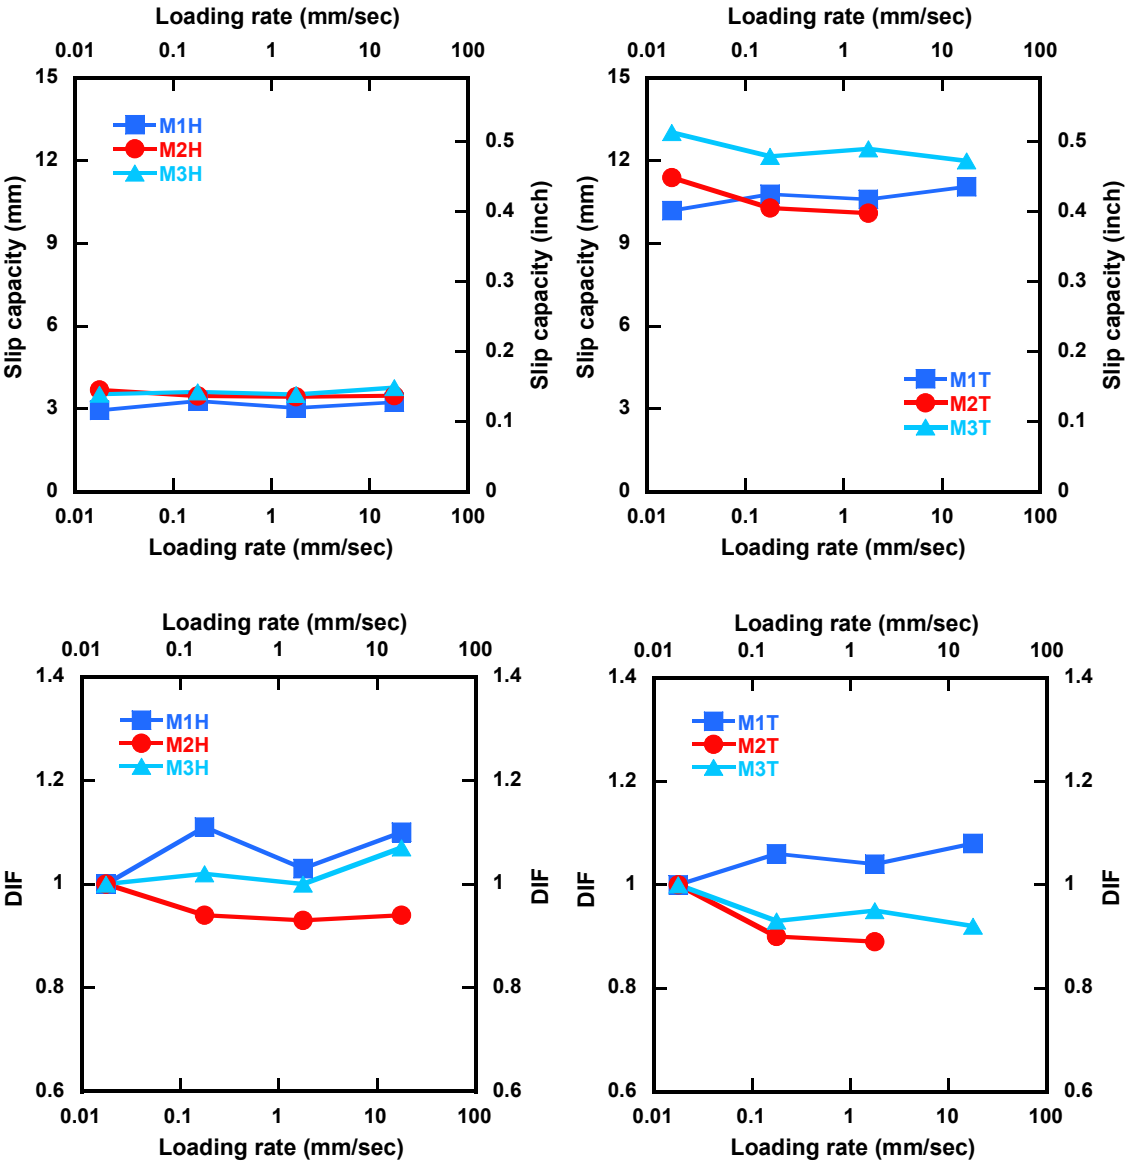 Loading rate (mm/sec)
0.01 0.1 1 10 100
15
12
9
6
3
0
Slip capacity (mm)
M1H
M2H
M3H
0.5
0.4
0.3
0.2
0.1
0
Slip capacity (inch)
0.01 0.1 1 10 100
Loading rate (mm/sec)
Loading rate (mm/sec)
0.01 0.1 1 10 100
15
12
9
6
3
0
Slip capacity (mm)
M1T
M2T
M3T
0.5
0.4
0.3
0.2
0.1
0
Slip capacity (inch)
0.01 0.1 1 10 100
Loading rate (mm/sec)
Loading rate (mm/sec)
0.01 0.1 1 10 100
1.4
1.2
1
0.8
0.6
DIF
M1H
M2H
M3H
1.4
1.2
1
0.8
0.6
DIF
0.01 0.1 1 10 100
Loading rate (mm/sec)
Loading rate (mm/sec)
0.01 0.1 1 10 100
1.4
1.2
1
0.8
0.6
DIF
M1T
M2T
M3T
1.4
1.2
1
0.8
0.6
DIF
0.01 0.1 1 10 100
Loading rate (mm/sec)